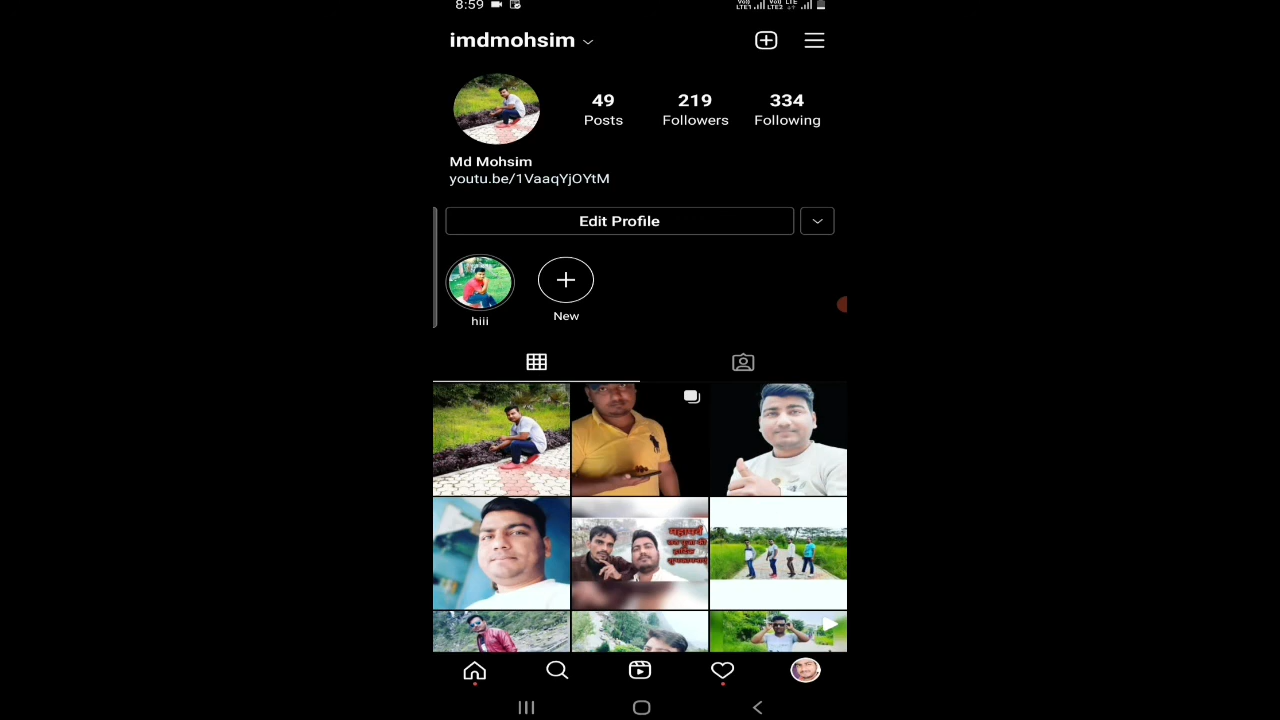 8:59
imdmohsim
49 219 334
Posts Followers Following
Md Mohsim
youtu.be/1VaaqYjOYtM
Edit Profile
hiii
New